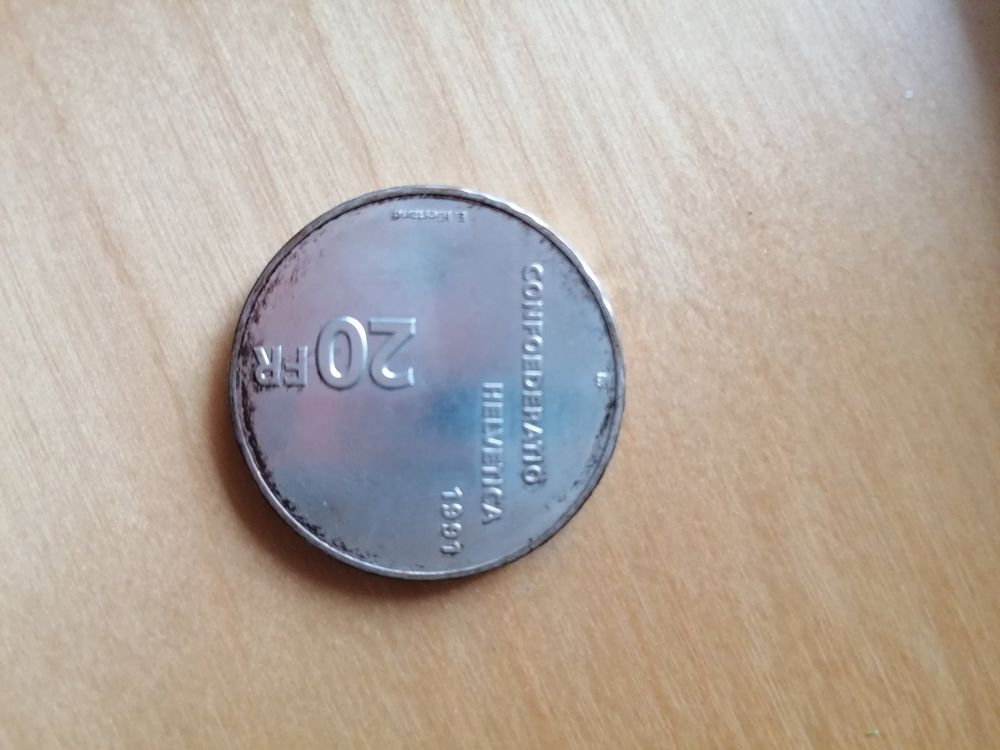 CONFOEDERATIO
HELVETICA
1991
20 FR